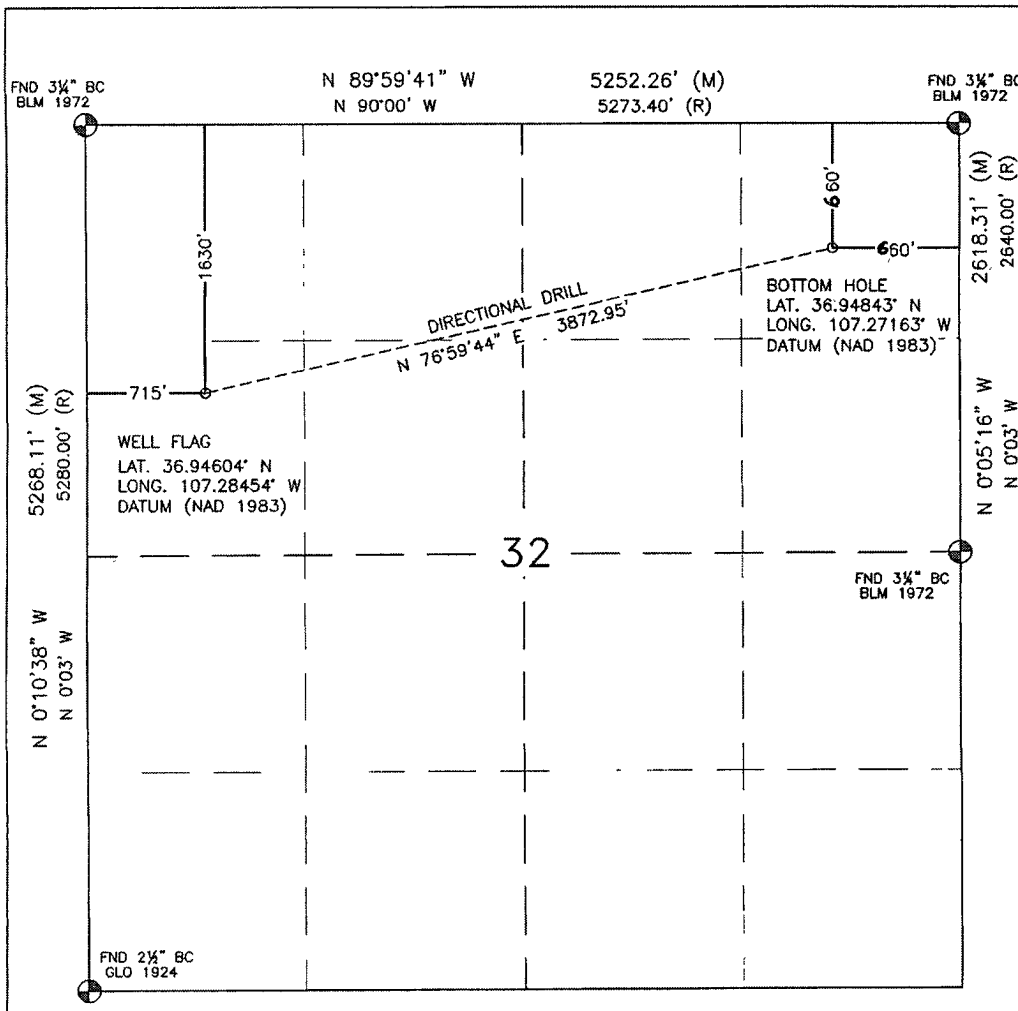 N 89°59'41" W 5252.26' (M)
N 90°00' W 5273.40' (R)
FND 3¼" BC
BLM 1972
FND 3¼" BC
BLM 1972
1630'
660'
660'
2618.31' (M)
2640.00' (R)
DIRECTIONAL DRILL
N 76°59'44" E 3872.95'
BOTTOM HOLE
LAT. 36.94843° N
LONG. 107.27163° W
DATUM (NAD 1983)
715'
WELL FLAG
LAT. 36.94604° N
LONG. 107.28454° W
DATUM (NAD 1983)
5268.11' (M)
5280.00' (R)
N 0°05'16" W
N 0°03' W
32
FND 3¼" BC
BLM 1972
N 0°10'38" W
N 0°03' W
FND 2½" BC
GLO 1924